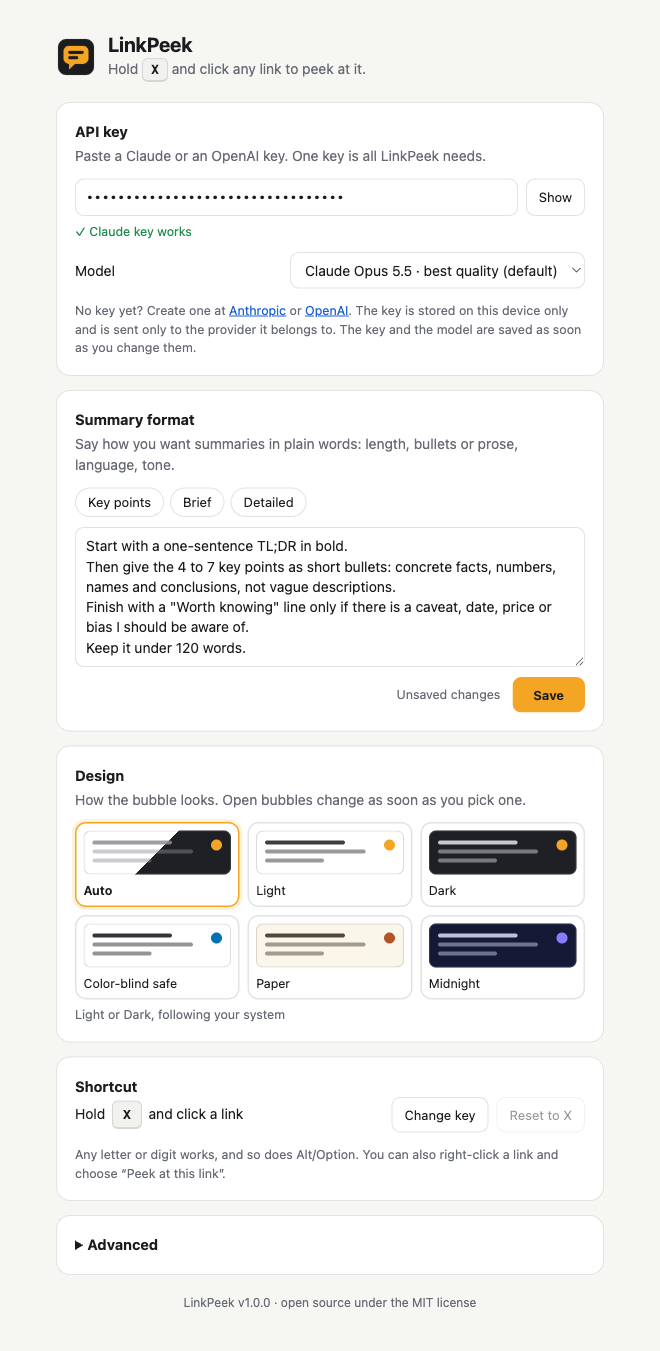 LinkPeek
Hold X and click any link to peek at it.
API key
Paste a Claude or an OpenAI key. One key is all LinkPeek needs.
•••••••••••••••••••••••••••••••••
Show
✓ Claude key works
Model
Claude Opus 5.5 · best quality (default)
No key yet? Create one at Anthropic or OpenAI. The key is stored on this device only
and is sent only to the provider it belongs to. The key and the model are saved as soon
as you change them.
Summary format
Say how you want summaries in plain words: length, bullets or prose,
language, tone.
Key points
Brief
Detailed
Start with a one-sentence TL;DR in bold.
Then give the 4 to 7 key points as short bullets: concrete facts, numbers,
names and conclusions, not vague descriptions.
Finish with a "Worth knowing" line only if there is a caveat, date, price or
bias I should be aware of.
Keep it under 120 words.
Unsaved changes
Save
Design
How the bubble looks. Open bubbles change as soon as you pick one.
Auto
Light
Dark
Color-blind safe
Paper
Midnight
Light or Dark, following your system
Shortcut
Hold X and click a link
Change key
Reset to X
Any letter or digit works, and so does Alt/Option. You can also right-click a link and
choose “Peek at this link”.
▶ Advanced
LinkPeek v1.0.0 · open source under the MIT license